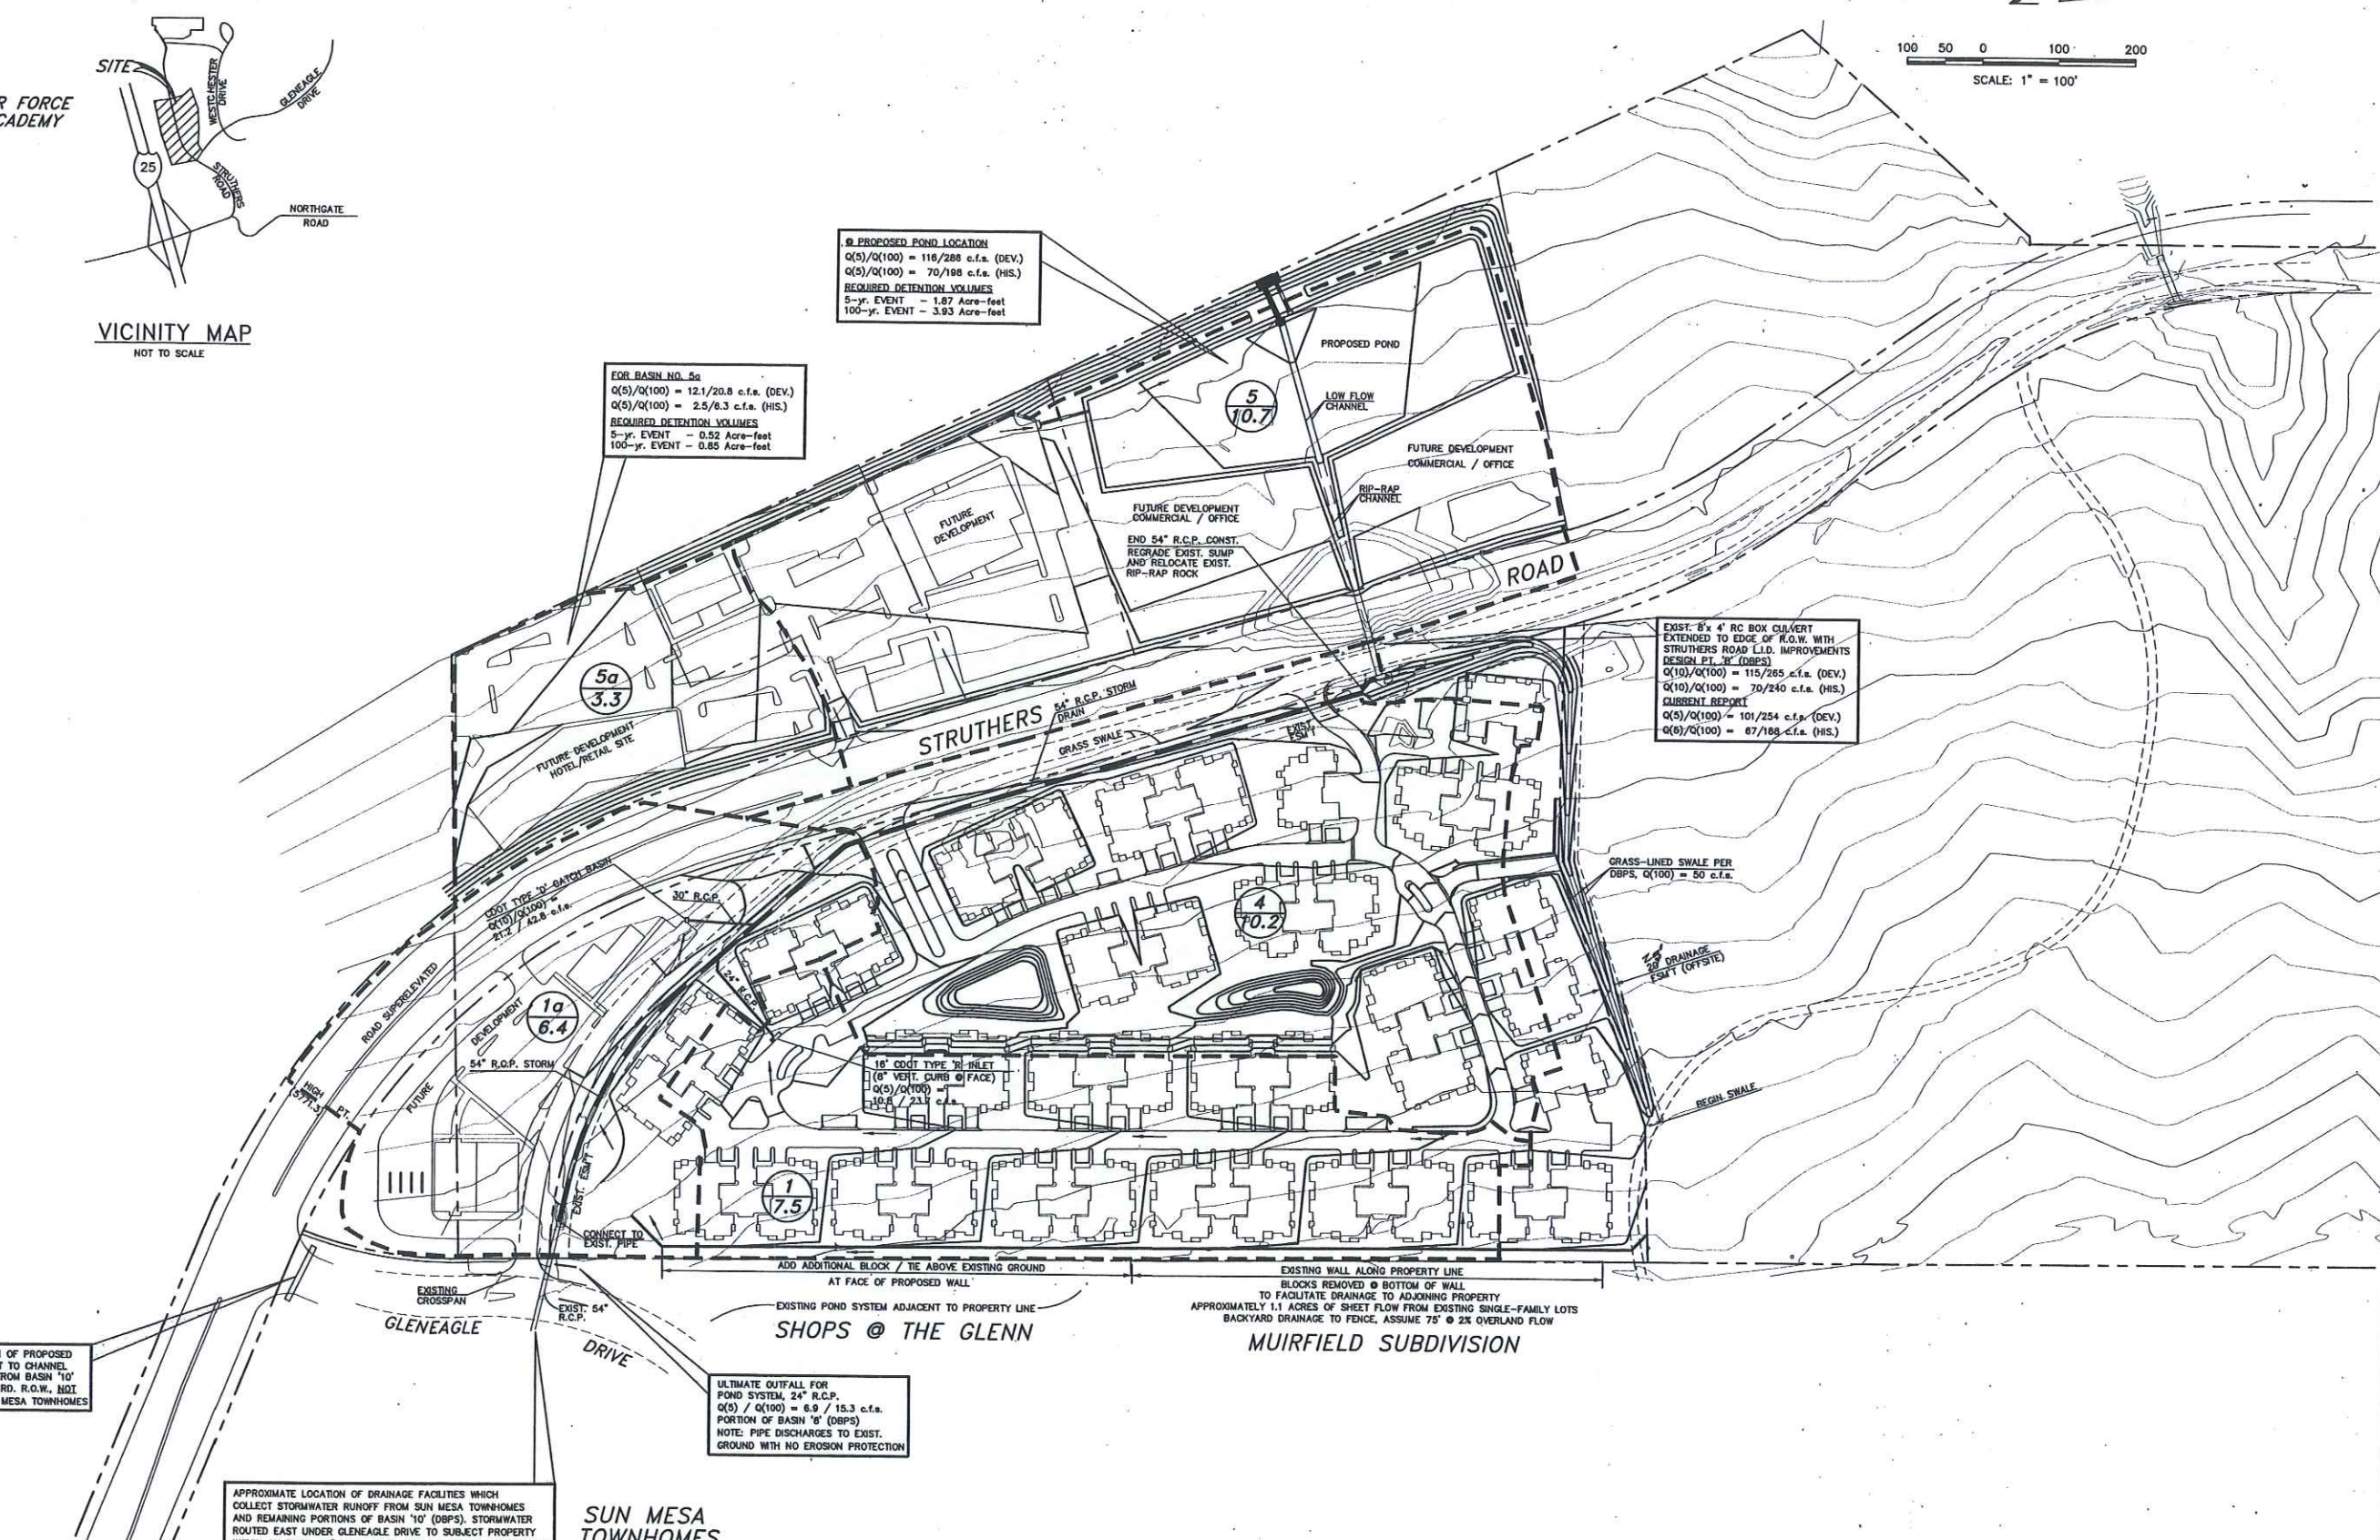 R FORCE
CADEMY
SITE
WESTCHESTER
DRIVE
GLENEAGLE
DRIVE
25
STRUTHERS
ROAD
NORTHGATE
ROAD
VICINITY MAP
NOT TO SCALE
100 50 0 100 200
SCALE: 1" = 100'
@ PROPOSED POND LOCATION
Q(5)/Q(100) = 116/288 c.f.s. (DEV.)
Q(5)/Q(100) = 70/198 c.f.s. (HIS.)
REQUIRED DETENTION VOLUMES
5-yr. EVENT - 1.87 Acre-feet
100-yr. EVENT - 3.93 Acre-feet
FOR BASIN NO. 5a
Q(5)/Q(100) = 12.1/20.8 c.f.s. (DEV.)
Q(5)/Q(100) = 2.5/6.3 c.f.s. (HIS.)
REQUIRED DETENTION VOLUMES
5-yr. EVENT - 0.52 Acre-feet
100-yr. EVENT - 0.85 Acre-feet
PROPOSED POND
5
10.7
LOW FLOW
CHANNEL
FUTURE DEVELOPMENT
COMMERCIAL / OFFICE
RIP-RAP
CHANNEL
FUTURE
DEVELOPMENT
FUTURE DEVELOPMENT
COMMERCIAL / OFFICE
END 54" R.C.P. CONST.
REGRADE EXIST. SUMP
AND RELOCATE EXIST.
RIP-RAP ROCK
STRUTHERS ROAD
EXIST. 8'x 4' RC BOX CULVERT
EXTENDED TO EDGE OF R.O.W. WITH
STRUTHERS ROAD L.I.D. IMPROVEMENTS
DESIGN PT. 'B' (DBPS)
Q(10)/Q(100) = 115/265 c.f.s. (DEV.)
Q(10)/Q(100) = 70/240 c.f.s. (HIS.)
CURRENT REPORT
Q(5)/Q(100) = 101/254 c.f.s. (DEV.)
Q(5)/Q(100) = 67/188 c.f.s. (HIS.)
5a
3.3
FUTURE DEVELOPMENT
HOTEL/RETAIL SITE
54" R.C.P. STORM
DRAIN
GRASS SWALE
EXIST.
ESM'T
CDOT TYPE 'D' CATCH BASIN
Q(10)/Q(100) =
21.2 / 42.8 c.f.s.
30" R.C.P.
24" R.C.P.
4
10.2
GRASS-LINED SWALE PER
DBPS, Q(100) = 50 c.f.s.
20' DRAINAGE
ESM'T (OFFSITE)
ROAD SUPERELEVATED
1a
6.4
FUTURE DEVELOPMENT
54" R.C.P. STORM
HIGH PT.
(5771.3)
16' CDOT TYPE 'R' INLET
(6" VERT. CURB @ FACE)
Q(5)/Q(100) =
BEGIN SWALE
EXIST. ESM'T
1
7.5
CONNECT TO
EXIST. PIPE
ADD ADDITIONAL BLOCK / TIE ABOVE EXISTING GROUND
AT FACE OF PROPOSED WALL
EXISTING POND SYSTEM ADJACENT TO PROPERTY LINE
SHOPS @ THE GLENN
EXISTING WALL ALONG PROPERTY LINE
BLOCKS REMOVED @ BOTTOM OF WALL
TO FACILITATE DRAINAGE TO ADJOINING PROPERTY
APPROXIMATELY 1.1 ACRES OF SHEET FLOW FROM EXISTING SINGLE-FAMILY LOTS
BACKYARD DRAINAGE TO FENCE, ASSUME 75' @ 2% OVERLAND FLOW
MUIRFIELD SUBDIVISION
EXISTING
CROSSPAN
EXIST. 54"
R.C.P.
GLENEAGLE DRIVE
OF PROPOSED
T TO CHANNEL
ROM BASIN '10'
RD. R.O.W., NOT
MESA TOWNHOMES
ULTIMATE OUTFALL FOR
POND SYSTEM, 24" R.C.P.
Q(5) / Q(100) = 6.9 / 15.3 c.f.s.
PORTION OF BASIN '8' (DBPS)
NOTE: PIPE DISCHARGES TO EXIST.
GROUND WITH NO EROSION PROTECTION
APPROXIMATE LOCATION OF DRAINAGE FACILITIES WHICH
COLLECT STORMWATER RUNOFF FROM SUN MESA TOWNHOMES
AND REMAINING PORTIONS OF BASIN '10' (DBPS). STORMWATER
ROUTED EAST UNDER GLENEAGLE DRIVE TO SUBJECT PROPERTY
SUN MESA
TOWNHOMES